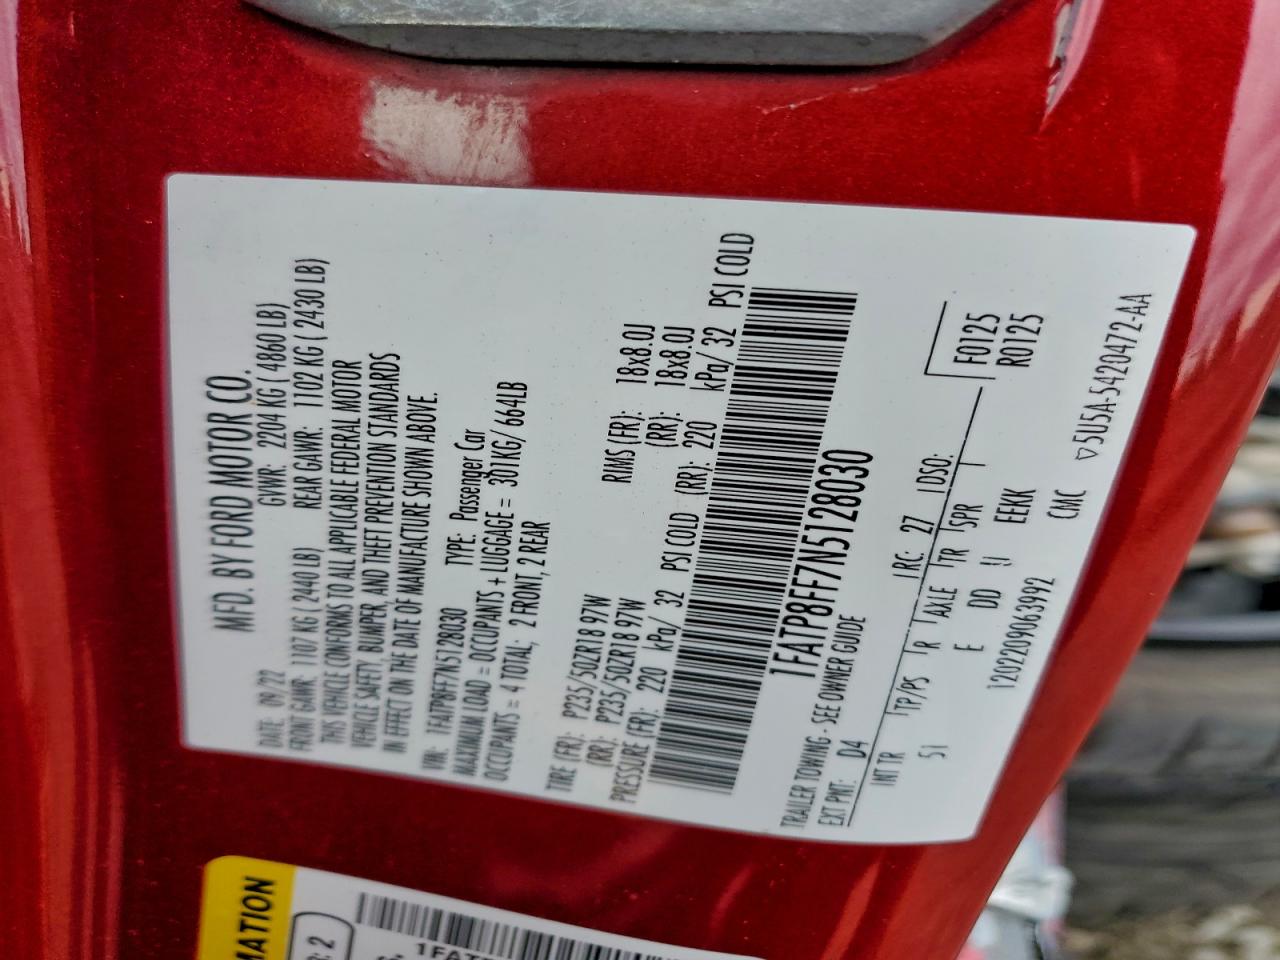 MFD. BY FORD MOTOR CO.
DATE: 09/22 GVWR: 2204 KG ( 4860 LB)
FRONT GAWR: 1107 KG ( 2440 LB) REAR GAWR: 1102 KG ( 2430 LB)
THIS VEHICLE CONFORMS TO ALL APPLICABLE FEDERAL MOTOR
VEHICLE SAFETY, BUMPER, AND THEFT PREVENTION STANDARDS
IN EFFECT ON THE DATE OF MANUFACTURE SHOWN ABOVE.
VIN: 1FATP8FF7N5128030 TYPE: Passenger Car
MAXIMUM LOAD = OCCUPANTS + LUGGAGE = 301KG/ 664LB
OCCUPANTS = 4 TOTAL; 2 FRONT, 2 REAR
TIRE (FR): P235/50ZR18 97W RIMS (FR): 18x8.0J
(RR): P235/50ZR18 97W (RR): 18x8.0J
PRESSURE (FR): 220 kPa/ 32 PSI COLD (RR): 220 kPa/ 32 PSI COLD
1FATP8FF7N5128030
TRAILER TOWING - SEE OWNER GUIDE
EXT PNT: D4 RC: 27 DSO:
F0125
R0125
INT TR TP/PS R AXLE TR SPR
5I E DD U EEKK
12022090639​92 CMC ▽5U5A-5420472-AA
MATION
R: 2